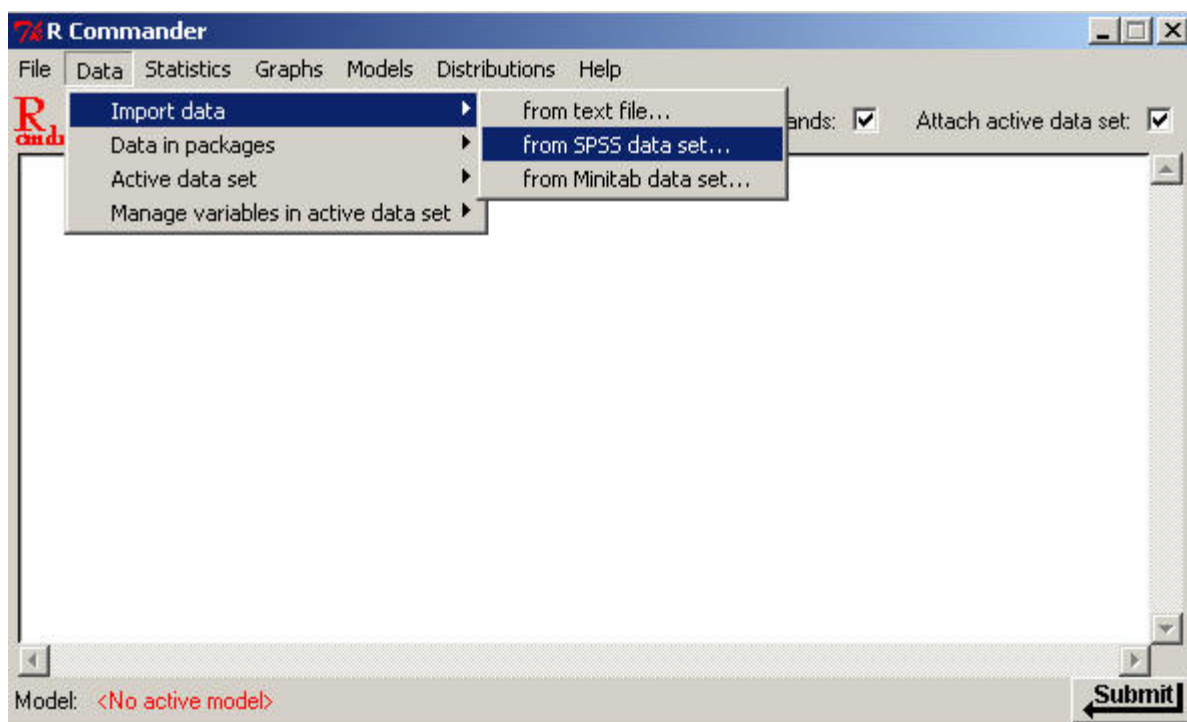 R Commander
File Data Statistics Graphs Models Distributions Help
R
Import data
Data in packages
Active data set
Manage variables in active data set
from text file...
from SPSS data set...
from Minitab data set...
Attach active data set:
Model: <No active model>
Submit